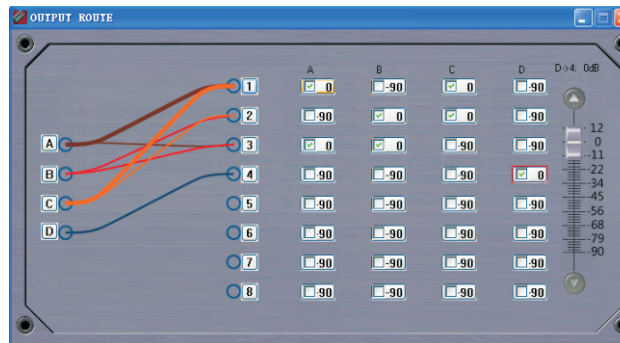 OUTPUT ROUTE
A B C D D->4: 0dB
1 0 -90 0 -90
2 -90 0 0 -90
A 3 0 0 -90 -90
B 4 -90 -90 -90 0
C 5 -90 -90 -90 -90
D 6 -90 -90 -90 -90
7 -90 -90 -90 -90
8 -90 -90 -90 -90
12
0
-11
-22
-34
-45
-56
-68
-79
-90